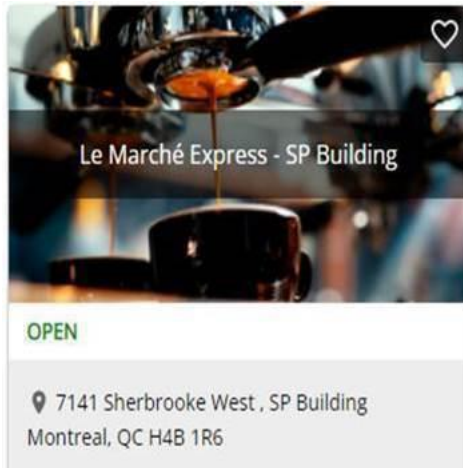 Le Marché Express - SP Building
OPEN
7141 Sherbrooke West , SP Building
Montreal, QC H4B 1R6